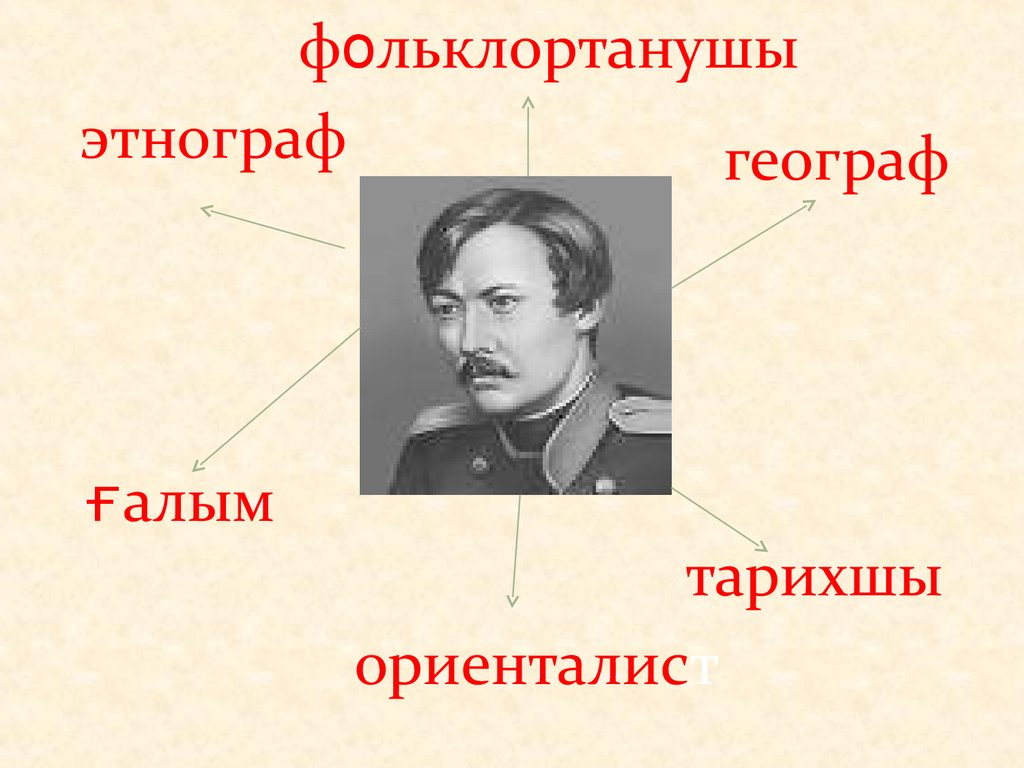 фольклортанушы
этнограф
географ
ғалым
тарихшы
ориенталист